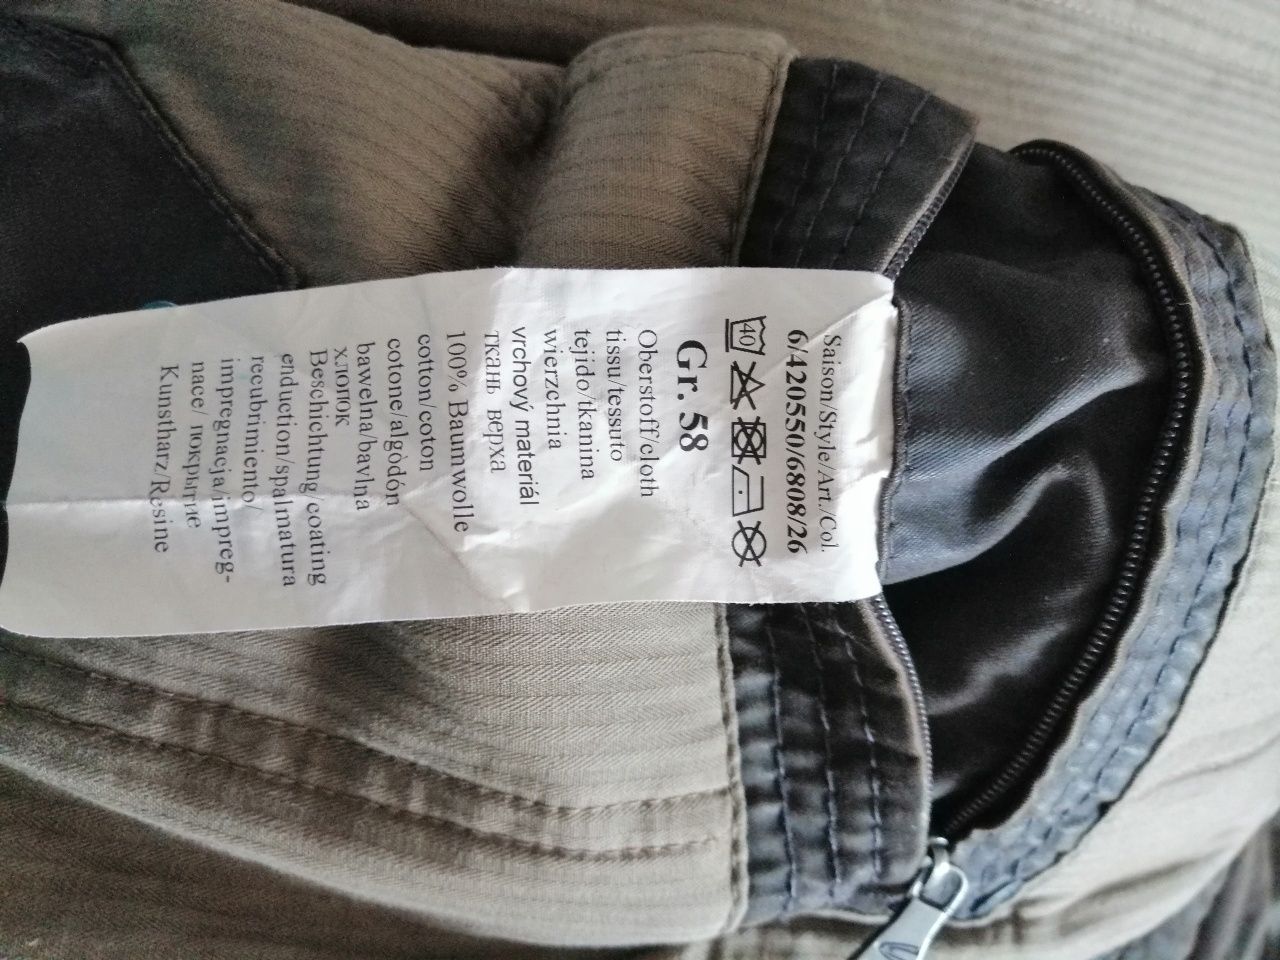 Saison/Style/Art./Col.
6/420550/6808/26
40
Gr. 58
Oberstoff/cloth
tissu/tessuto
tejido/tkanina
wierzchnia
vrchový materiál
ткань верха
100% Baumwolle
cotton/coton
cotone/algódón
bawełna/bavlna
хлопок
Beschichtung/coating
enduction/spalmatura
recubrimiento/
impregnacja/impreg-
nace/ покрытие
Kunstharz/Resine